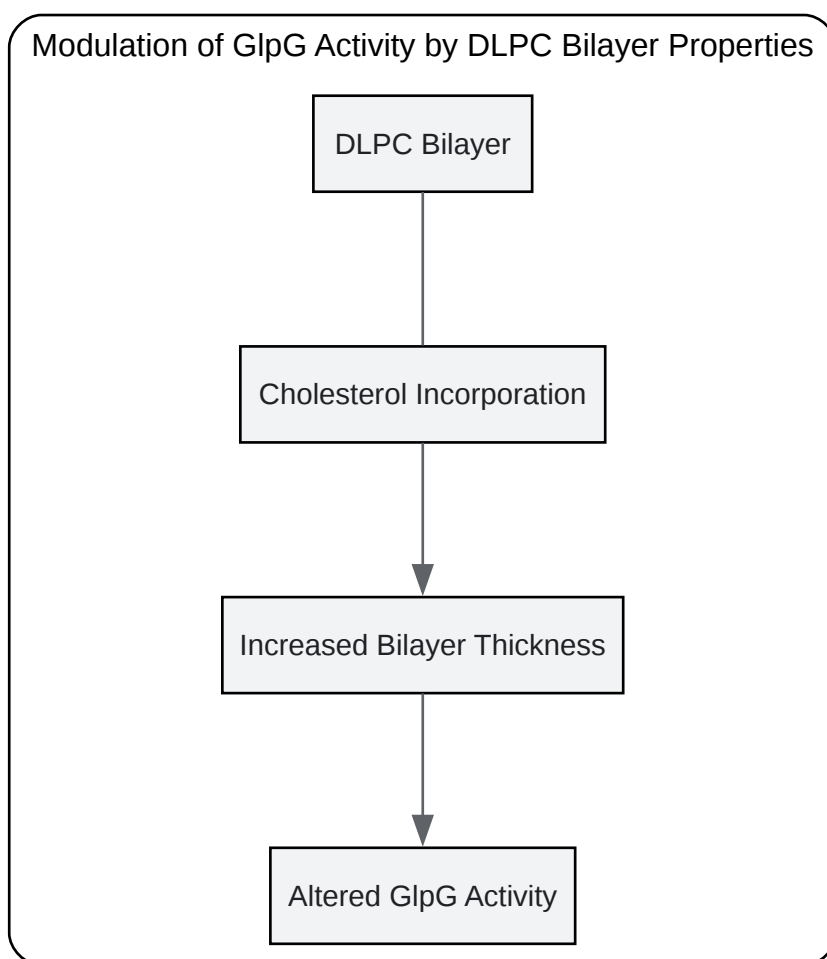 Modulation of GlpG Activity by DLPC Bilayer Properties
DLPC Bilayer
Cholesterol Incorporation
Increased Bilayer Thickness
Altered GlpG Activity